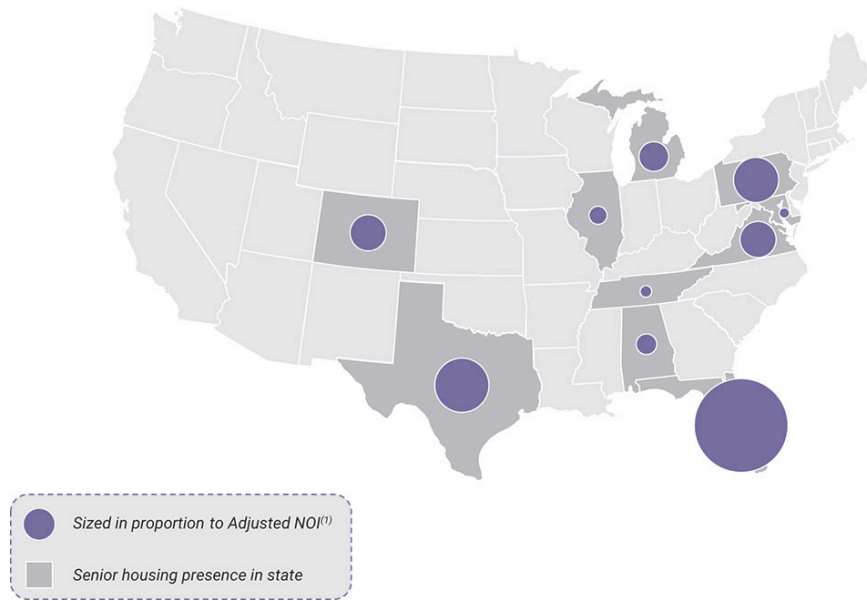 Sized in proportion to Adjusted NOI(1)
Senior housing presence in state